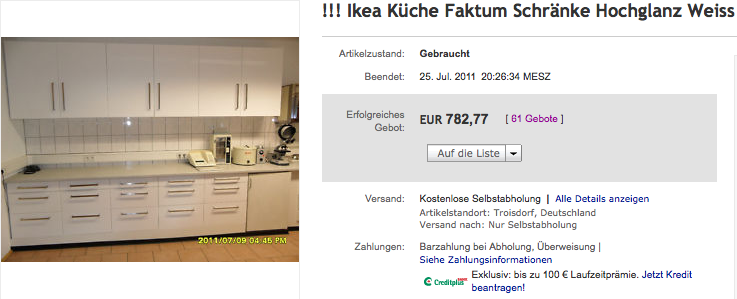 !!! Ikea Küche Faktum Schränke Hochglanz Weiss
Artikelzustand: Gebraucht
Beendet: 25. Jul. 2011 20:26:34 MESZ
Erfolgreiches Gebot: EUR 782,77 [ 61 Gebote ]
Auf die Liste
Versand: Kostenlose Selbstabholung | Alle Details anzeigen
Artikelstandort: Troisdorf, Deutschland
Versand nach: Nur Selbstabholung
Zahlungen: Barzahlung bei Abholung, Überweisung |
Siehe Zahlungsinformationen
Creditplus Exklusiv: bis zu 100 € Laufzeitprämie. Jetzt Kredit
beantragen!
2011/07/09 04:45 PM